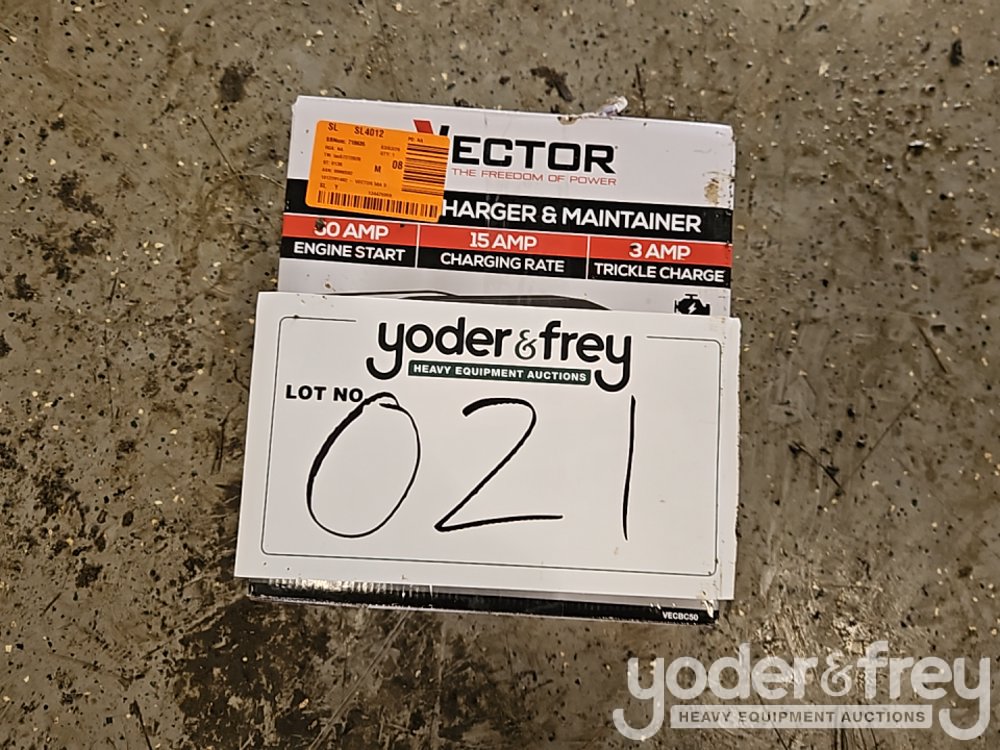 SL SL4012
M 08
VECTOR
THE FREEDOM OF POWER
HARGER & MAINTAINER
50 AMP
ENGINE START
15 AMP
CHARGING RATE
3 AMP
TRICKLE CHARGE
yoder & frey
HEAVY EQUIPMENT AUCTIONS
LOT NO.
021
VECBC50
yoder & frey
HEAVY EQUIPMENT AUCTIONS